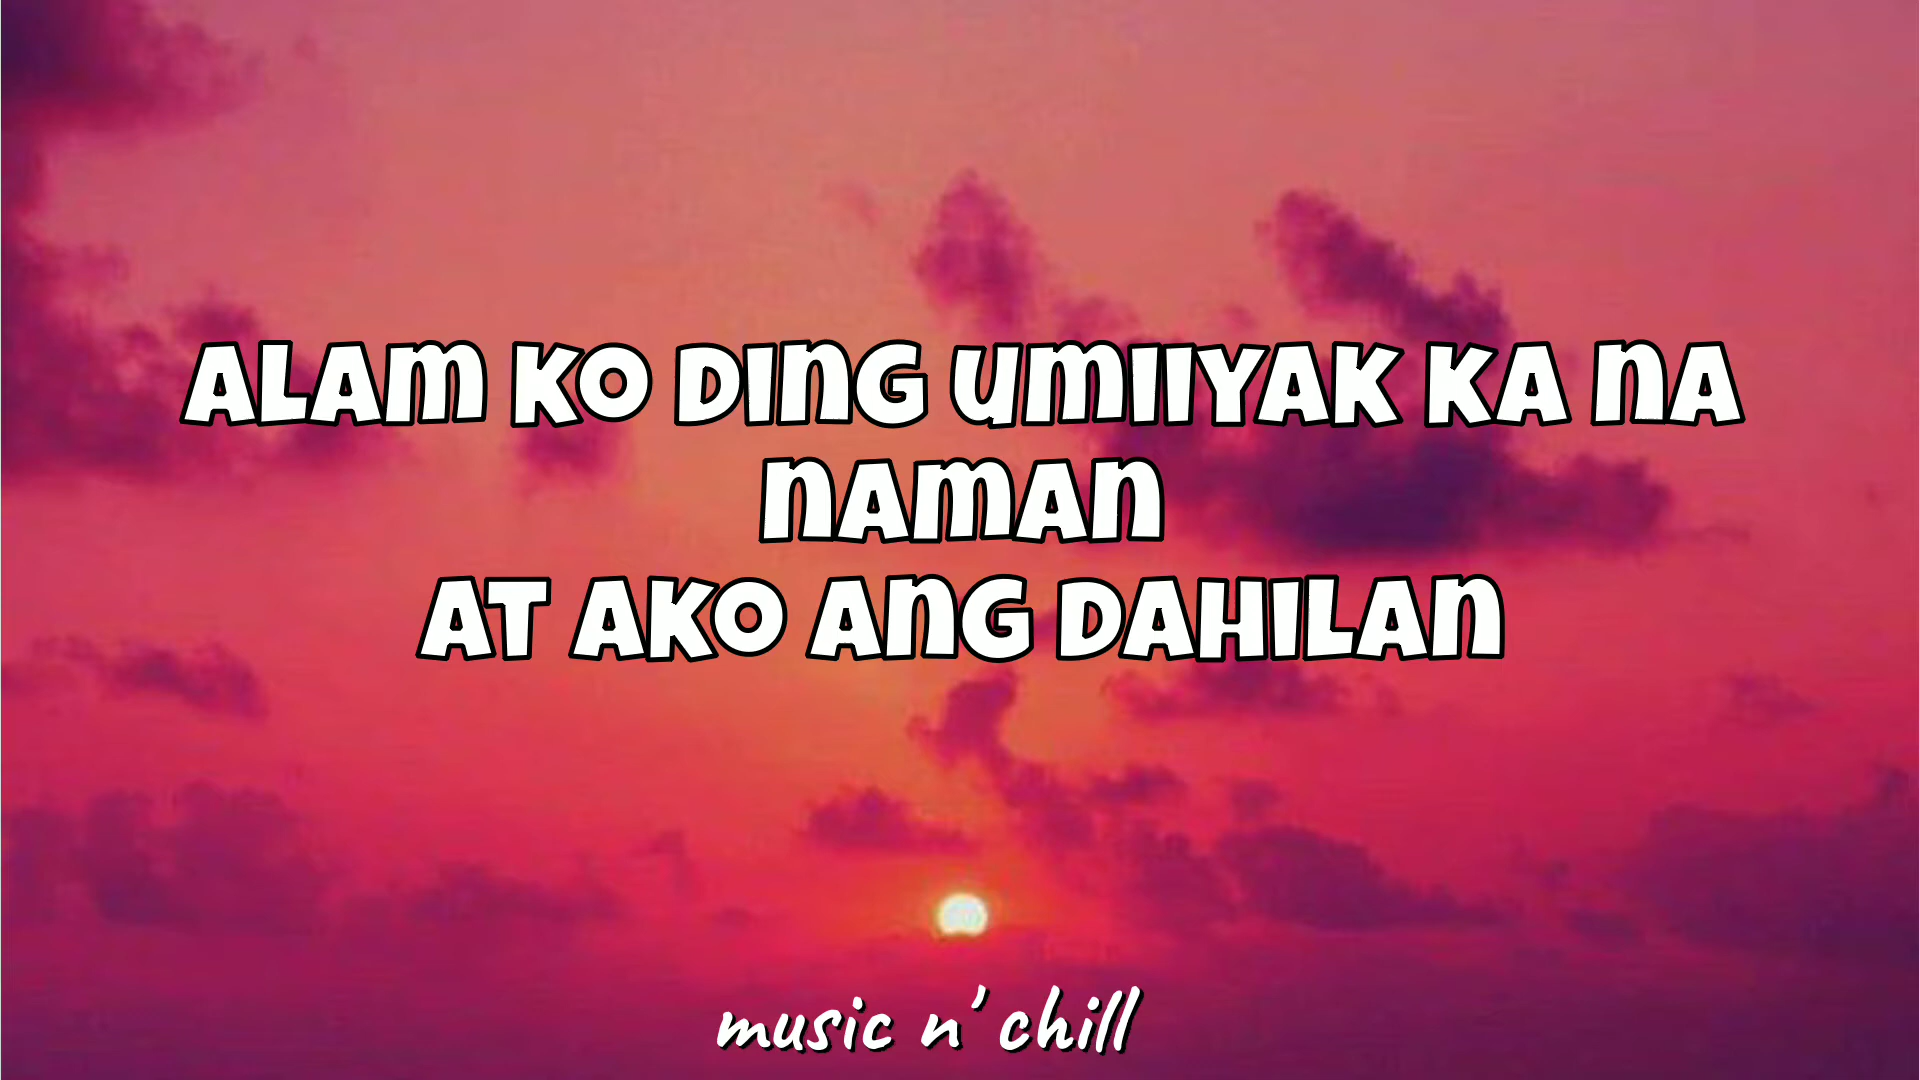 ALAM KO DING UMIIYAK KA NA
NAMAN
AT AKO ANG DAHILAN
music n' chill